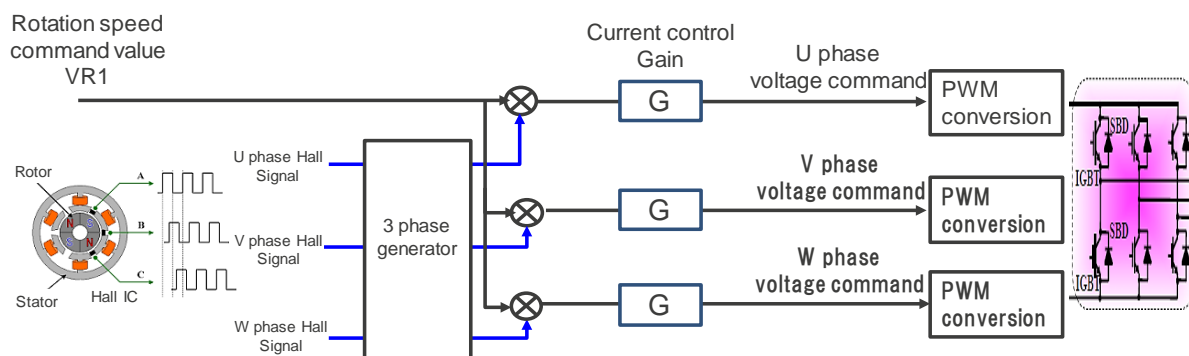 Rotation speed
command value
VR1
Current control
Gain
U phase
voltage command
G
PWM
conversion
U phase Hall
Signal
3 phase
generator
V phase
voltage command
G
PWM
conversion
V phase Hall
Signal
W phase
voltage command
G
PWM
conversion
W phase Hall
Signal
Rotor
N
S
S
N
A
B
C
Stator
Hall IC
SBD
IGBT
SBD
IGBT